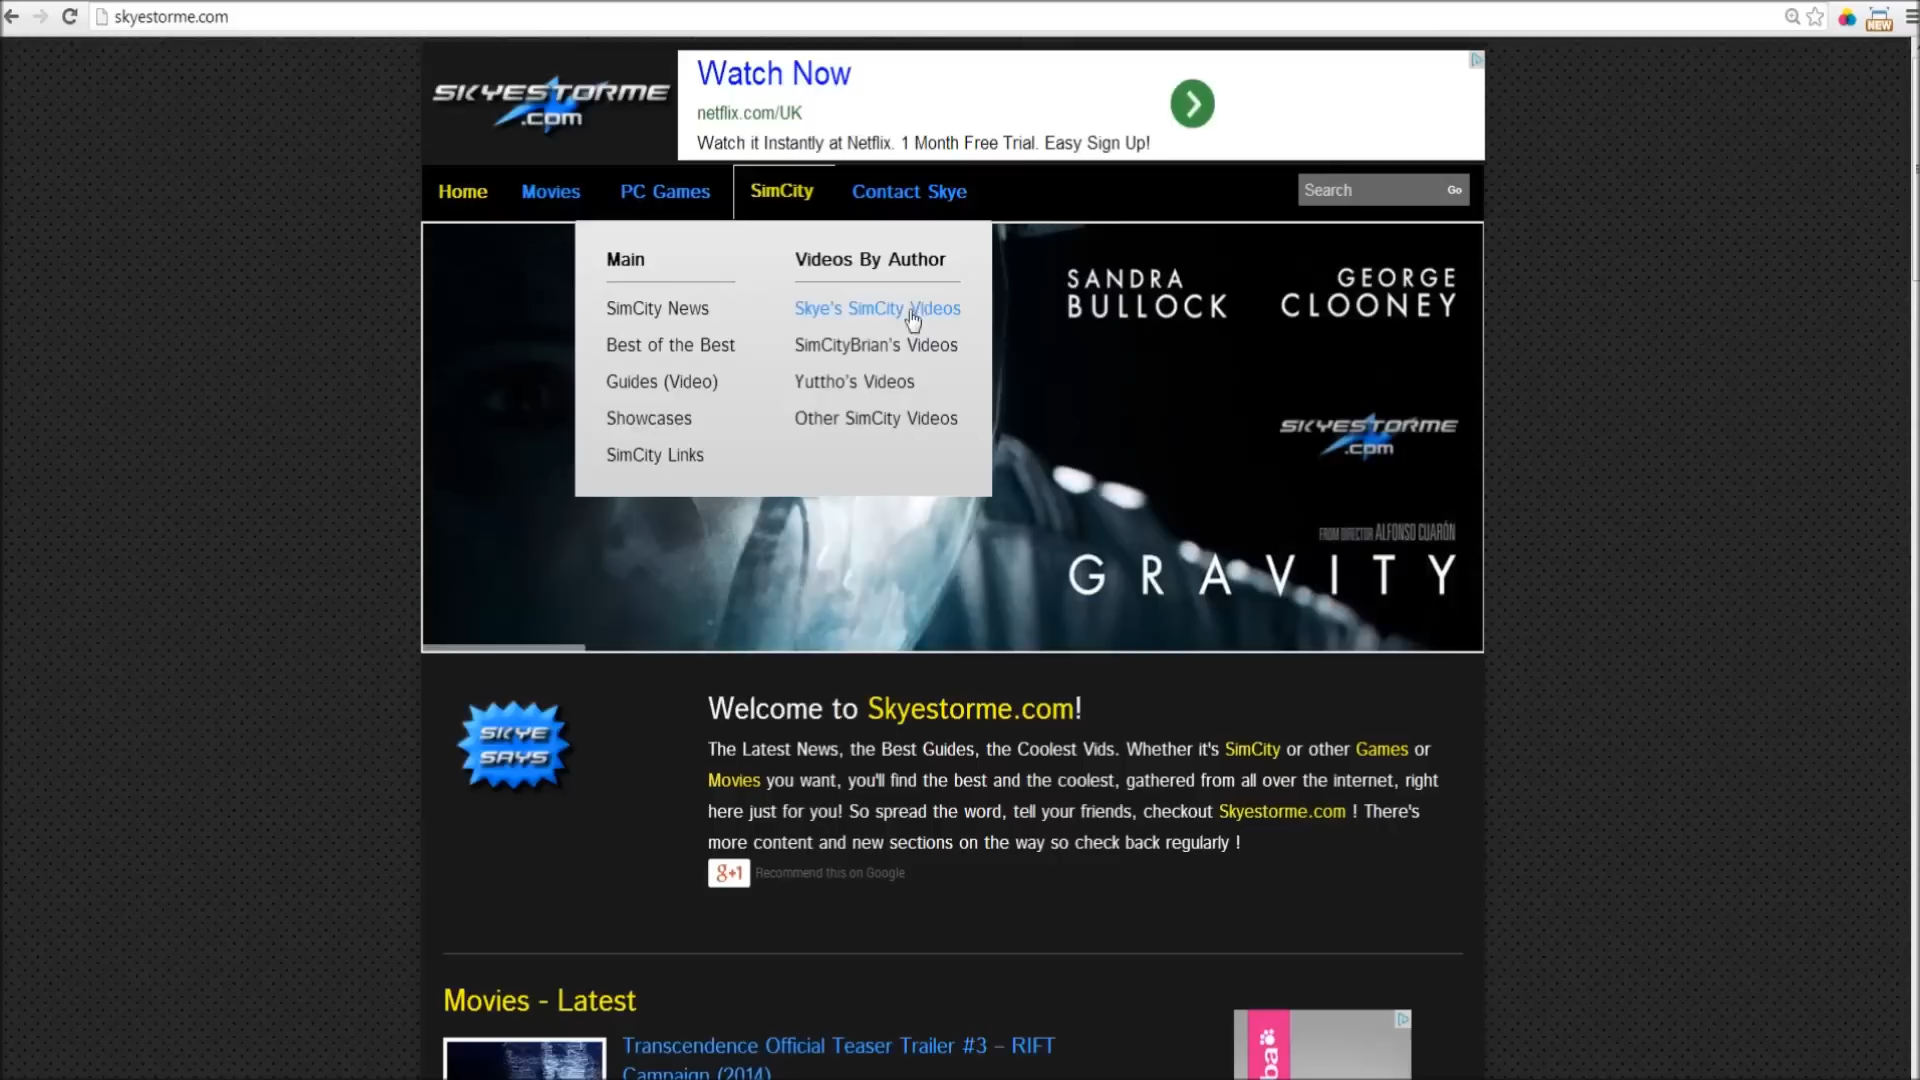 skyestorme.com
NEW
SKYESTORME
.com
Watch Now
netflix.com/UK
Watch it Instantly at Netflix. 1 Month Free Trial. Easy Sign Up!
Home Movies PC Games SimCity Contact Skye
Search Go
Main
SimCity News
Best of the Best
Guides (Video)
Showcases
SimCity Links
Videos By Author
Skye's SimCity Videos
SimCityBrian's Videos
Yuttho's Videos
Other SimCity Videos
SANDRA BULLOCK
GEORGE CLOONEY
SKYESTORME
.com
FROM DIRECTOR ALFONSO CUARÓN
GRAVITY
SKYE
SAYS
Welcome to Skyestorme.com!
The Latest News, the Best Guides, the Coolest Vids. Whether it's SimCity or other Games or
Movies you want, you'll find the best and the coolest, gathered from all over the internet, right
here just for you! So spread the word, tell your friends, checkout Skyestorme.com ! There's
more content and new sections on the way so check back regularly !
g+1 Recommend this on Google
Movies - Latest
Transcendence Official Teaser Trailer #3 – RIFT
Campaign (2014)